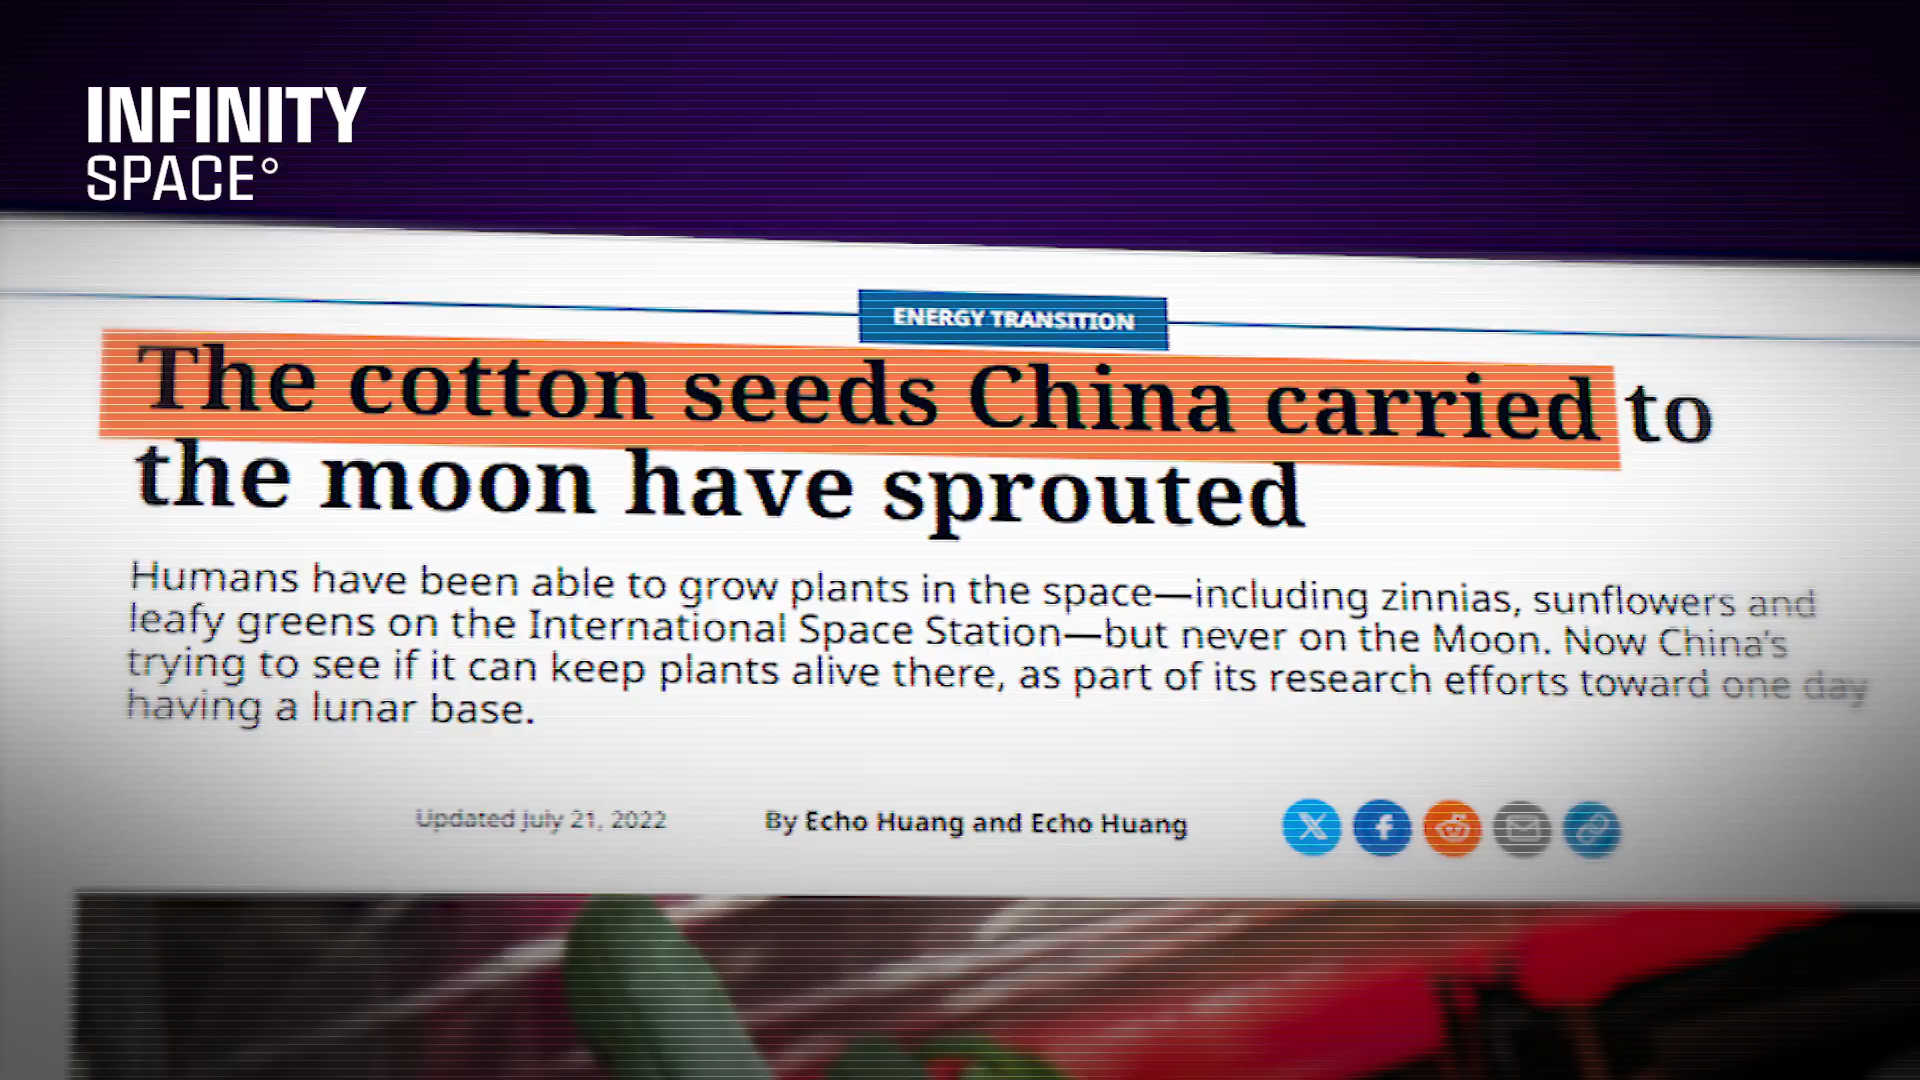 INFINITY
SPACE°
ENERGY TRANSITION
The cotton seeds China carried to
the moon have sprouted
Humans have been able to grow plants in the space—including zinnias, sunflowers and
leafy greens on the International Space Station—but never on the Moon. Now China's
trying to see if it can keep plants alive there, as part of its research efforts toward one day
having a lunar base.
Updated July 21, 2022
By Echo Huang and Echo Huang